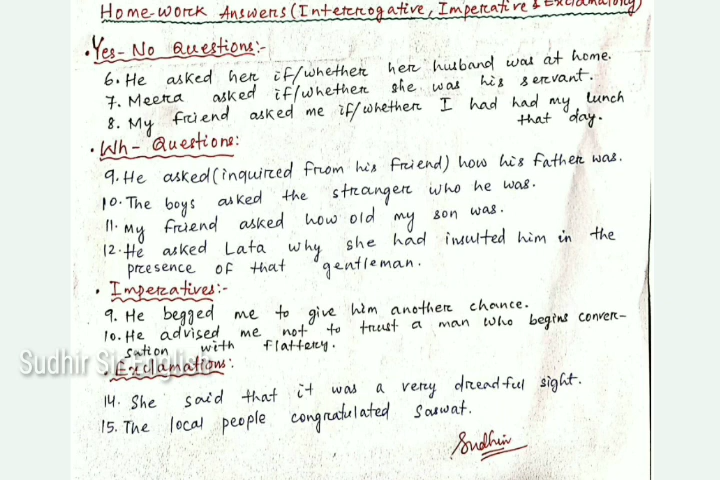 Home-work Answers (Interrogative, Imperative & Exclamatory)
• Yes-No Questions:-
6. He asked her if/whether her husband was at home.
7. Meera asked if/whether she was his servant.
8. My friend asked me if/whether I had had my lunch
that day.
• Wh- Questions:
9. He asked (inquired from his friend) how his father was.
10. The boys asked the stranger who he was.
11. My friend asked how old my son was.
12. He asked Lata why she had insulted him in the
presence of that gentleman.
• Imperatives:-
9. He begged me to give him another chance.
10. He advised me not to trust a man who begins conver-
sation with flattery.
Sudhir Sir English
• Exclamations:
14. She said that it was a very dreadful sight.
15. The local people congratulated Saswat.
Sudhir